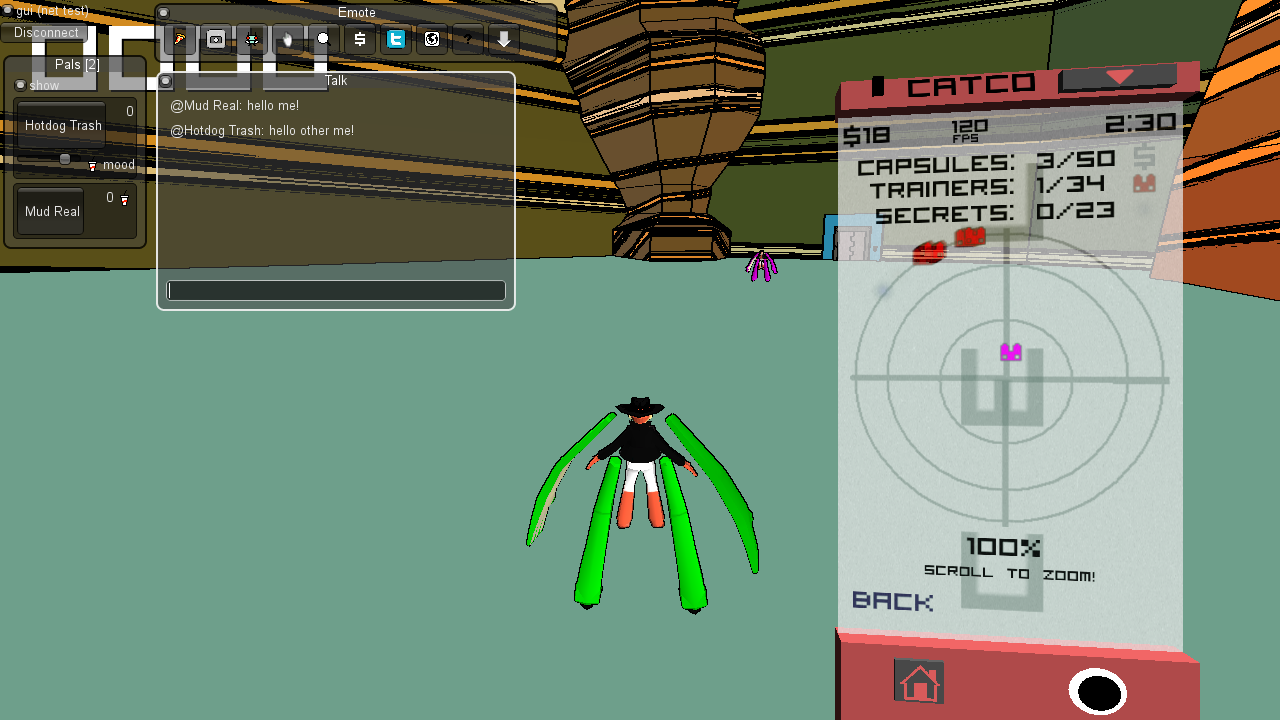 gui (net test)
Disconnect
Pals [2]
show
0
Hotdog Trash
mood
0
Mud Real
Emote
$
?
Talk
@Mud Real: hello me!
@Hotdog Trash: hello other me!
CATCO
$18
120
FPS
2:30
CAPSULES: 3/50
TRAINERS: 1/34
SECRETS: 0/23
$
100%
SCROLL TO ZOOM!
BACK